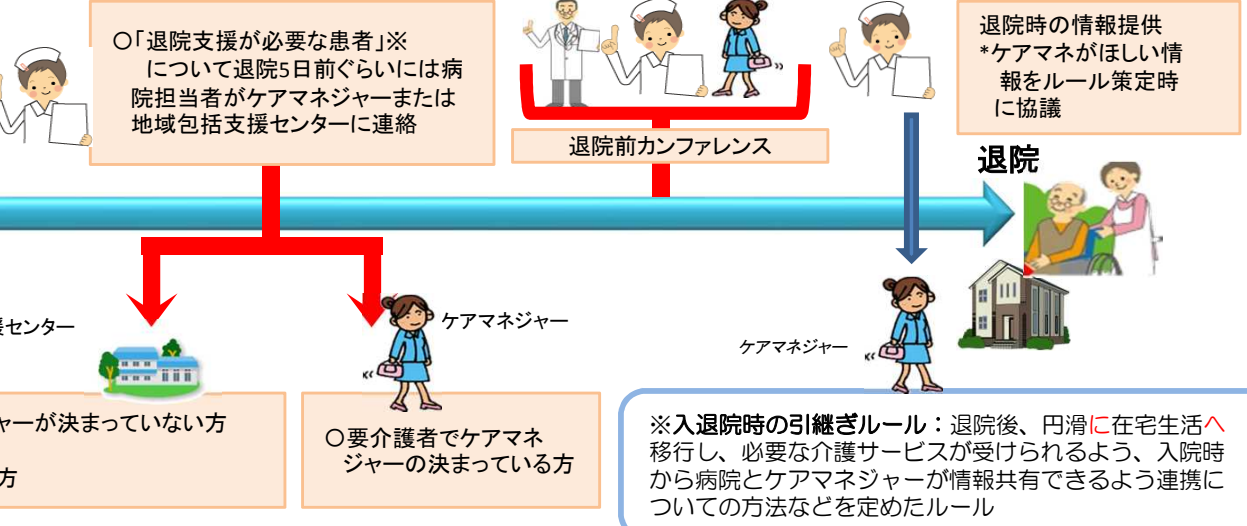 〇「退院支援が必要な患者」※
について退院5日前ぐらいには病
院担当者がケアマネジャーまたは
地域包括支援センターに連絡
退院前カンファレンス
退院時の情報提供
*ケアマネがほしい情
報をルール策定時
に協議
退院
援センター
ケアマネジャー
ケアマネジャー
ャーが決まっていない方
方
〇要介護者でケアマネ
ジャーの決まっている方
※入退院時の引継ぎルール：退院後、円滑に在宅生活へ
移行し、必要な介護サービスが受けられるよう、入院時
から病院とケアマネジャーが情報共有できるよう連携に
ついての方法などを定めたルール